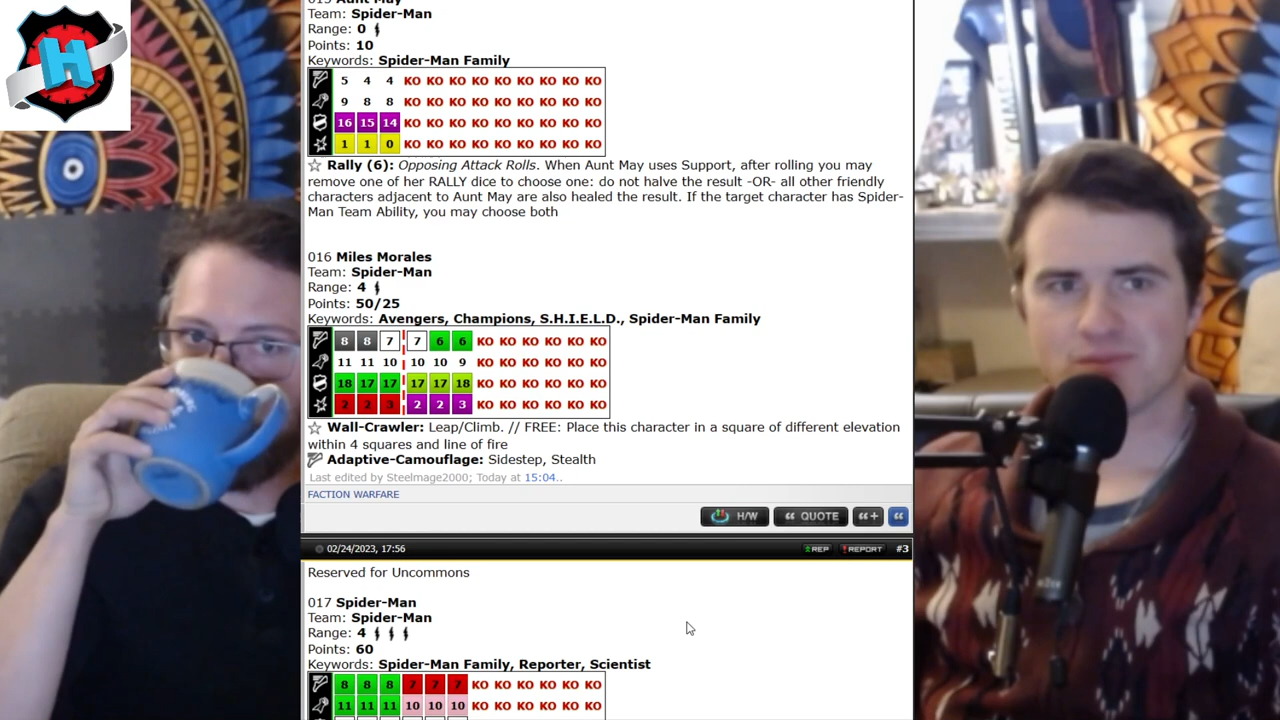 H
015 Aunt May
Team: Spider-Man
Range: 0
Points: 10
Keywords: Spider-Man Family
5 4 4 KO KO KO KO KO KO KO KO KO
9 8 8 KO KO KO KO KO KO KO KO KO
16 15 14 KO KO KO KO KO KO KO KO KO
1 1 0 KO KO KO KO KO KO KO KO KO
☆ Rally (6): Opposing Attack Rolls. When Aunt May uses Support, after rolling you may
remove one of her RALLY dice to choose one: do not halve the result -OR- all other friendly
characters adjacent to Aunt May are also healed the result. If the target character has Spider-
Man Team Ability, you may choose both
016 Miles Morales
Team: Spider-Man
Range: 4
Points: 50/25
Keywords: Avengers, Champions, S.H.I.E.L.D., Spider-Man Family
8 8 7 7 6 6 KO KO KO KO KO KO
11 11 10 10 10 9 KO KO KO KO KO KO
18 17 17 17 17 18 KO KO KO KO KO KO
2 2 3 2 2 3 KO KO KO KO KO KO
☆ Wall-Crawler: Leap/Climb. // FREE: Place this character in a square of different elevation
within 4 squares and line of fire
Adaptive-Camouflage: Sidestep, Stealth
Last edited by Steelmage2000; Today at 15:04..
FACTION WARFARE
H/W “ QUOTE “+ “
02/24/2023, 17:56 REP !REPORT #3
Reserved for Uncommons
017 Spider-Man
Team: Spider-Man
Range: 4
Points: 60
Keywords: Spider-Man Family, Reporter, Scientist
8 8 8 7 7 7 KO KO KO KO KO KO
11 11 11 10 10 10 KO KO KO KO KO KO